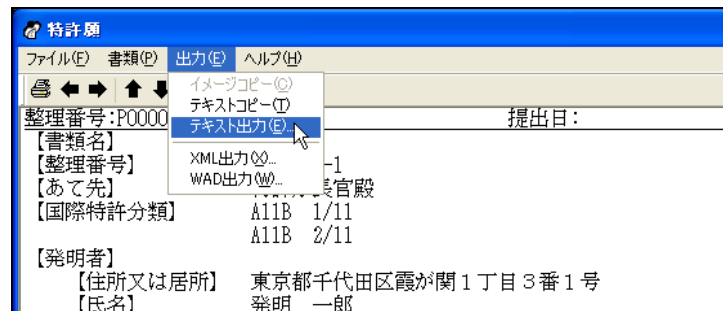 特許願
ファイル(F) 書類(P) 出力(E) ヘルプ(H)
イメージコピー(C)
テキストコピー(T)
テキスト出力(E)...
XML出力(X)...
WAD出力(W)...
整理番号:P0000 提出日:
【書類名】
【整理番号】 -1
【あて先】 長官殿
【国際特許分類】 A11B 1/11
A11B 2/11
【発明者】
【住所又は居所】 東京都千代田区霞が関1丁目3番1号
【氏名】 発明 一郎